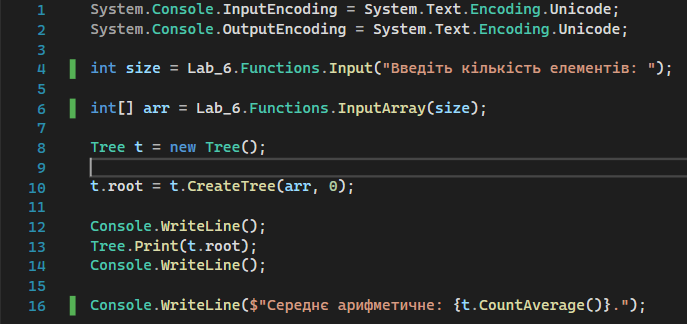 1 System.Console.InputEncoding = System.Text.Encoding.Unicode;
2 System.Console.OutputEncoding = System.Text.Encoding.Unicode;
3
4 int size = Lab_6.Functions.Input("Введіть кількість елементів: ");
5
6 int[] arr = Lab_6.Functions.InputArray(size);
7
8 Tree t = new Tree();
9
10 t.root = t.CreateTree(arr, 0);
11
12 Console.WriteLine();
13 Tree.Print(t.root);
14 Console.WriteLine();
15
16 Console.WriteLine($"Середнє арифметичне: {t.CountAverage()}.");